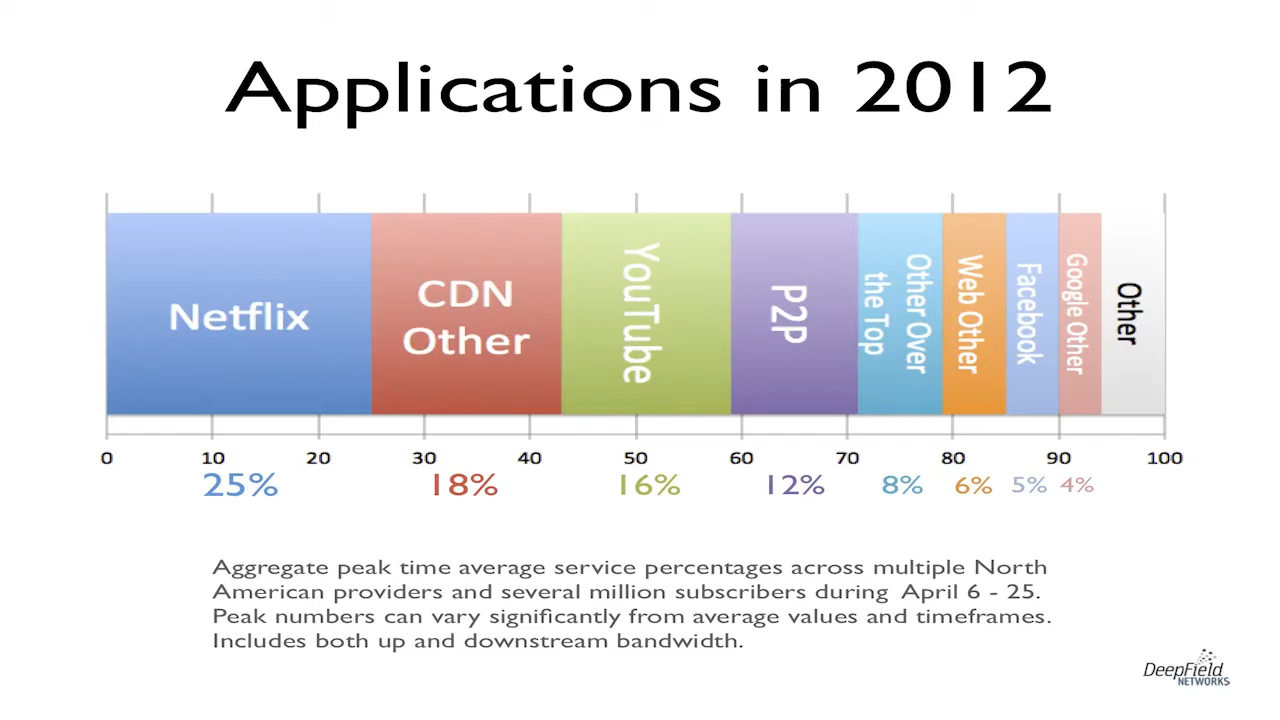 Applications in 2012
Netflix
CDN
Other
YouTube
P2P
Other Over
the Top
Web Other
Facebook
Google Other
Other
0 10 20 30 40 50 60 70 80 90 100
25% 18% 16% 12% 8% 6% 5% 4%
Aggregate peak time average service percentages across multiple North
American providers and several million subscribers during April 6 - 25.
Peak numbers can vary significantly from average values and timeframes.
Includes both up and downstream bandwidth.
DeepField
NETWORKS